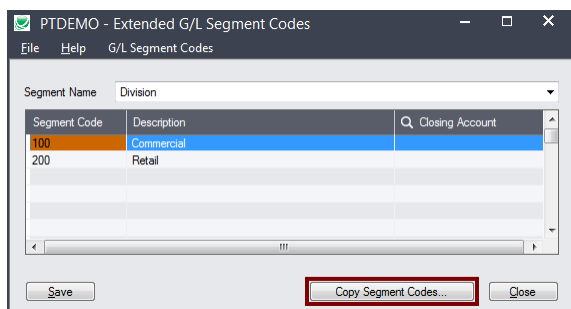 PTDEMO - Extended G/L Segment Codes
File Help G/L Segment Codes
Segment Name Division
Segment Code Description Closing Account
100 Commercial
200 Retail
Save Copy Segment Codes... Close